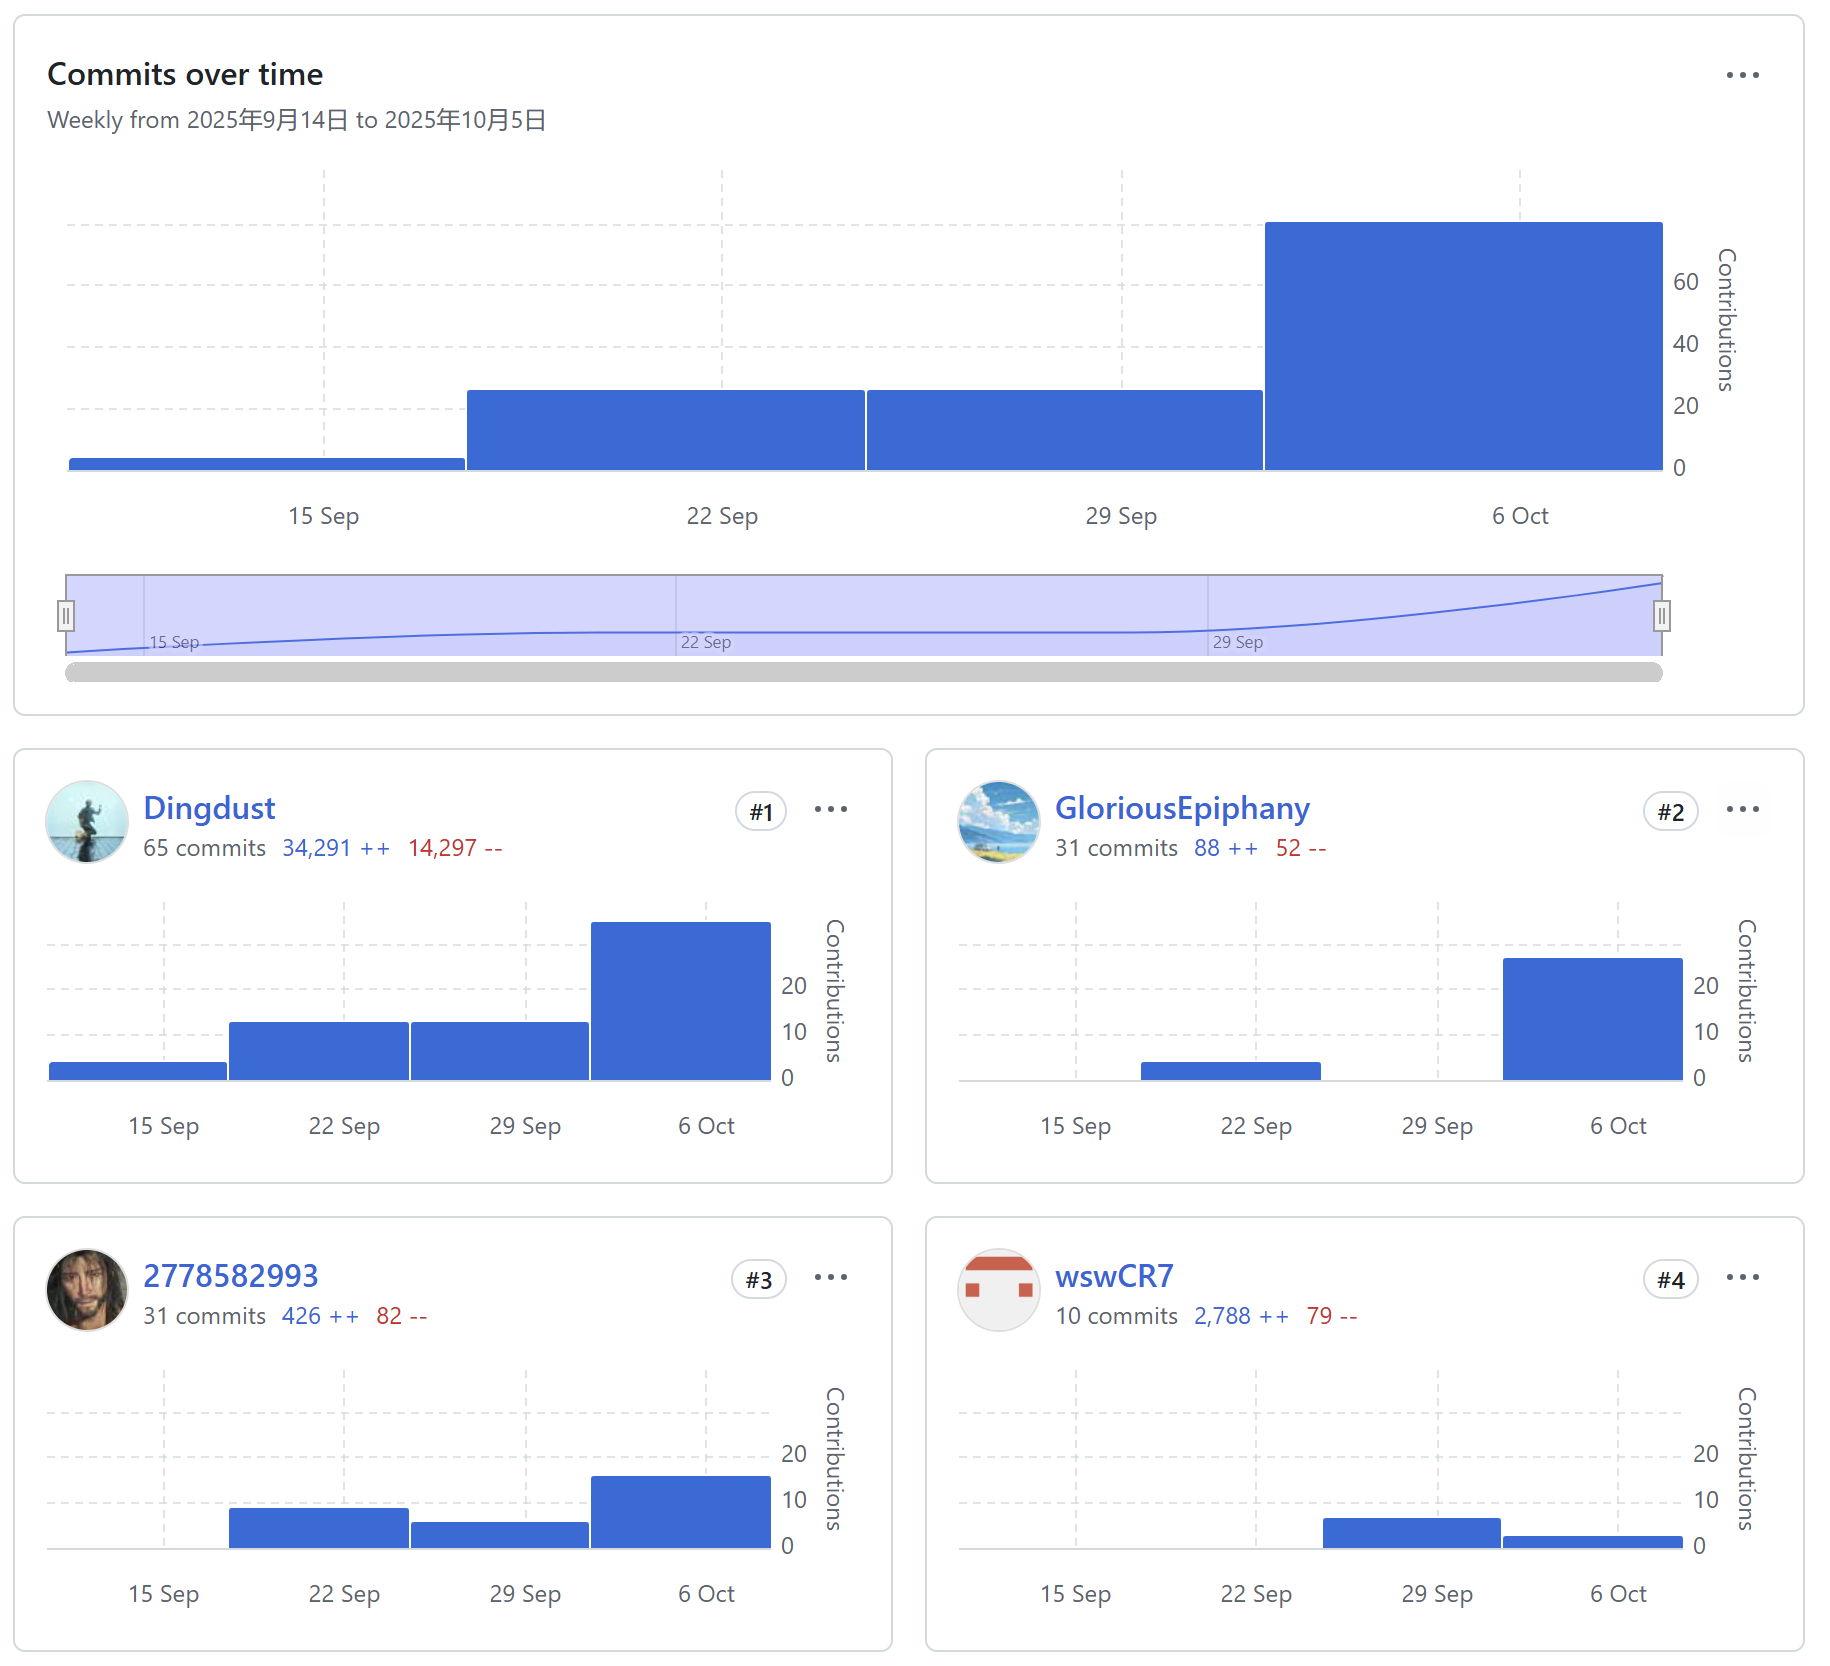 Commits over time
Weekly from 2025年9月14日 to 2025年10月5日
60
40
20
0
Contributions
15 Sep 22 Sep 29 Sep 6 Oct
15 Sep 22 Sep 29 Sep
Dingdust #1
65 commits 34,291 ++ 14,297 --
20
10
0
Contributions
15 Sep 22 Sep 29 Sep 6 Oct
GloriousEpiphany #2
31 commits 88 ++ 52 --
20
10
0
Contributions
15 Sep 22 Sep 29 Sep 6 Oct
2778582993 #3
31 commits 426 ++ 82 --
20
10
0
Contributions
15 Sep 22 Sep 29 Sep 6 Oct
wswCR7 #4
10 commits 2,788 ++ 79 --
20
10
0
Contributions
15 Sep 22 Sep 29 Sep 6 Oct